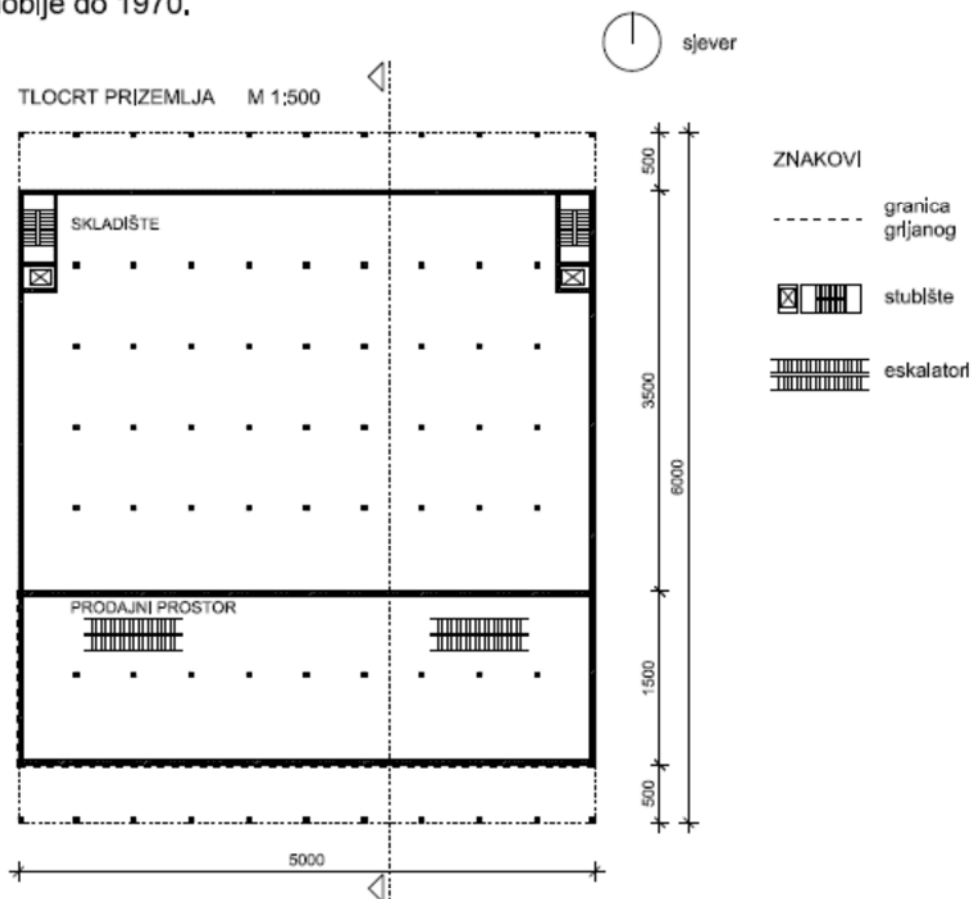 doblje do 1970.
sjever
TLOCRT PRIZEMLJA M 1:500
ZNAKOVI
granica
grijanog
stubište
eskalatori
SKLADIŠTE
PRODAJNI PROSTOR
500
3500
6000
1500
500
5000